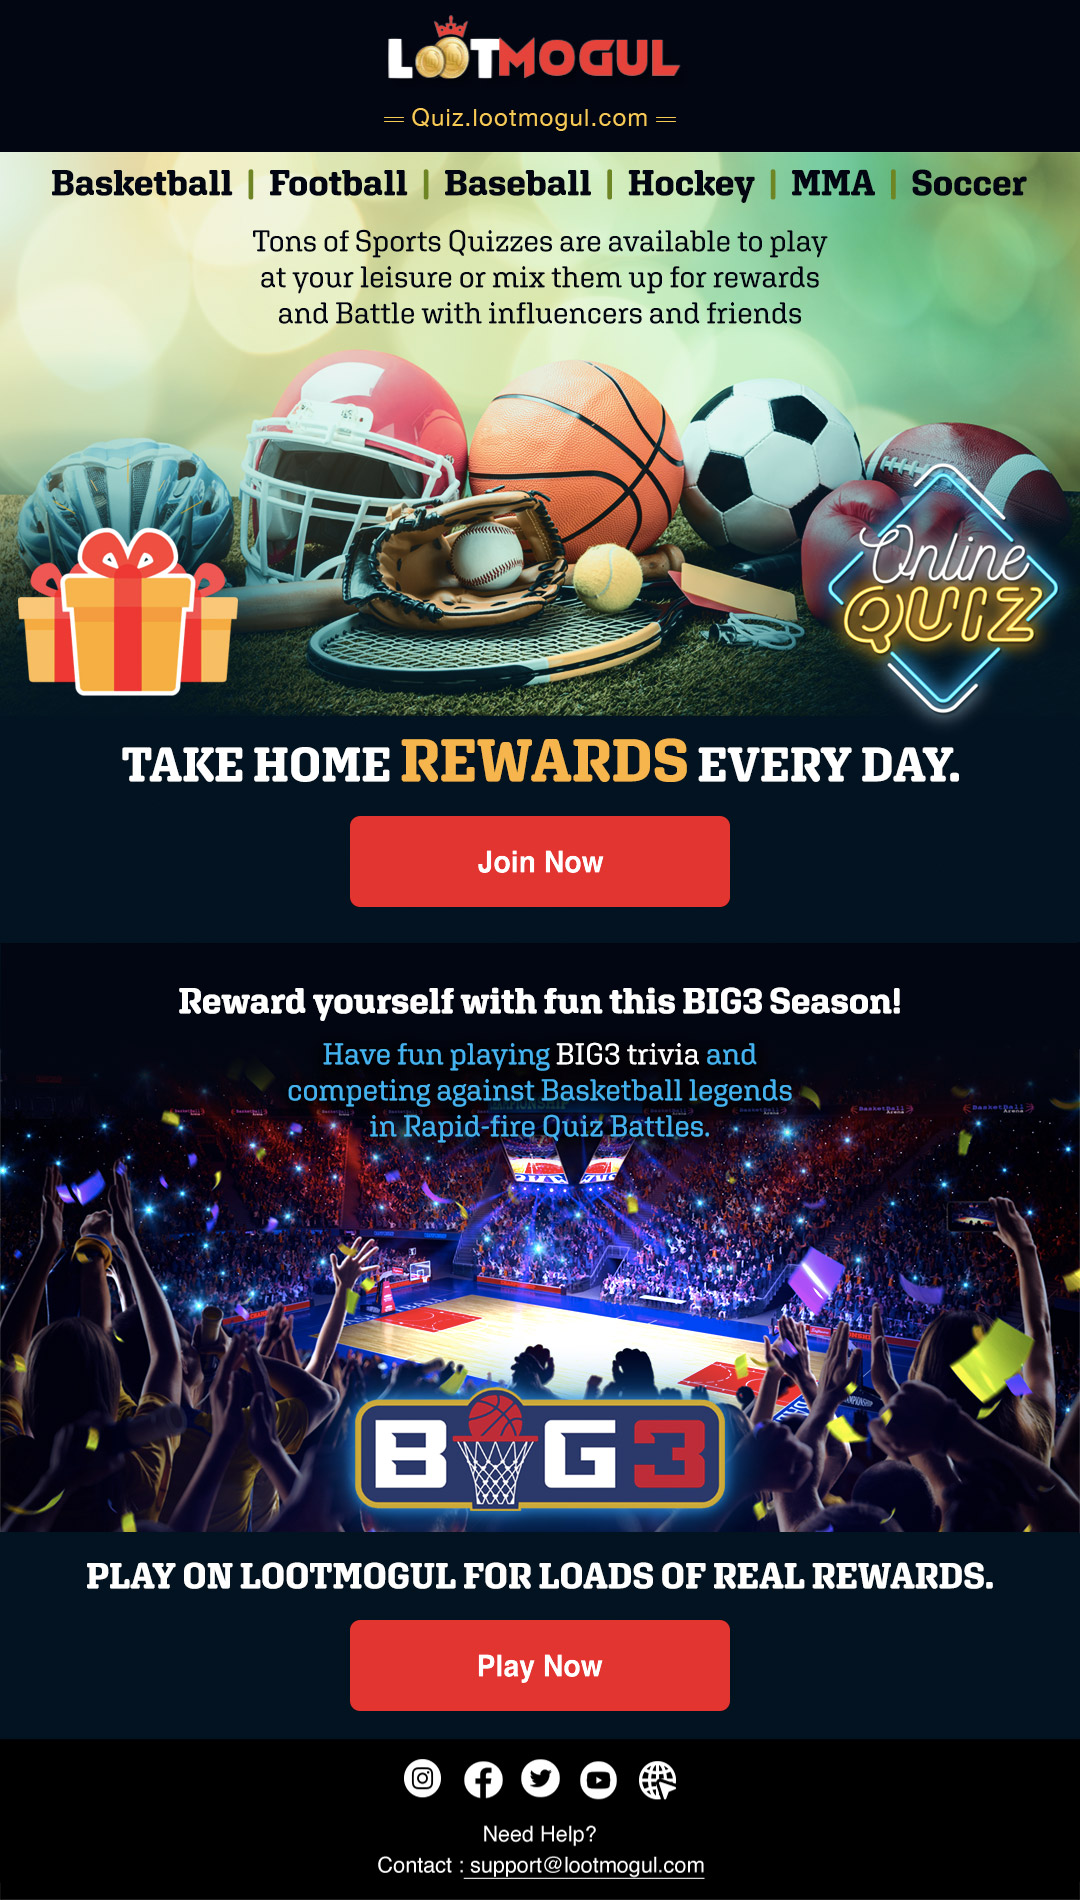 LOOTMOGUL
Quiz.lootmogul.com
Basketball | Football | Baseball | Hockey | MMA | Soccer
Tons of Sports Quizzes are available to play
at your leisure or mix them up for rewards
and Battle with influencers and friends
Online
QUIZ
TAKE HOME REWARDS EVERY DAY.
Join Now
Reward yourself with fun this BIG3 Season!
Have fun playing BIG3 trivia and
competing against Basketball legends
in Rapid-fire Quiz Battles.
BIG3
PLAY ON LOOTMOGUL FOR LOADS OF REAL REWARDS.
Play Now
Need Help?
Contact : support@lootmogul.com